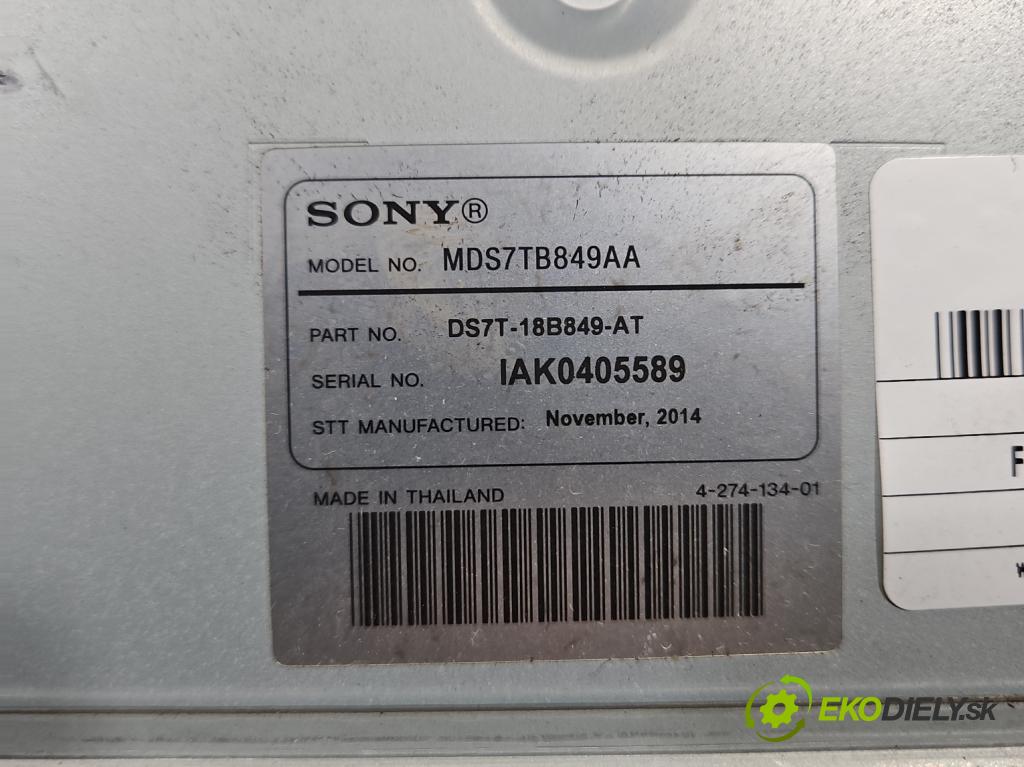 SONY®
MODEL NO. MDS7TB849AA
PART NO. DS7T-18B849-AT
SERIAL NO. IAK0405589
STT MANUFACTURED: November, 2014
MADE IN THAILAND 4-274-134-01
F
EKODIELY.SK